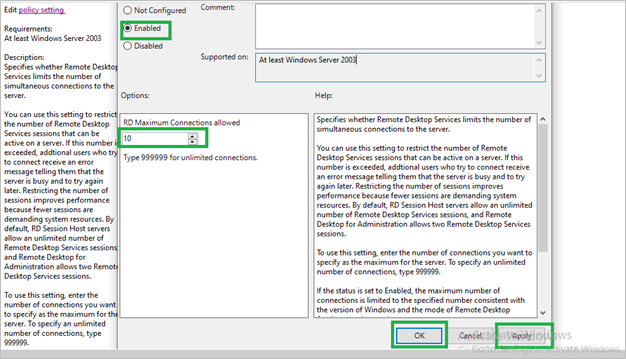 Edit policy setting
Requirements:
At least Windows Server 2003
Description:
Specifies whether Remote Desktop
Services limits the number of
simultaneous connections to the
server.
You can use this setting to restrict
the number of Remote Desktop
Services sessions that can be
active on a server. If this number is
exceeded, addtional users who try
to connect receive an error
message telling them that the
server is busy and to try again
later. Restricting the number of
sessions improves performance
because fewer sessions are
demanding system resources. By
default, RD Session Host servers
allow an unlimited number of
Remote Desktop Services sessions,
and Remote Desktop for
Administration allows two Remote
Desktop Services sessions.
To use this setting, enter the
number of connections you want
to specify as the maximum for the
server. To specify an unlimited
number of connections, type
999999.
Not Configured
Enabled
Disabled
Comment:
Supported on:
At least Windows Server 2003
Options:
RD Maximum Connections allowed
10
Type 999999 for unlimited connections.
Help:
Specifies whether Remote Desktop Services limits the number of
simultaneous connections to the server.
You can use this setting to restrict the number of Remote
Desktop Services sessions that can be active on a server. If this
number is exceeded, addtional users who try to connect receive
an error message telling them that the server is busy and to try
again later. Restricting the number of sessions improves
performance because fewer sessions are demanding system
resources. By default, RD Session Host servers allow an unlimited
number of Remote Desktop Services sessions, and Remote
Desktop for Administration allows two Remote Desktop Services
sessions.
To use this setting, enter the number of connections you want to
specify as the maximum for the server. To specify an unlimited
number of connections, type 999999.
If the status is set to Enabled, the maximum number of
connections is limited to the specified number consistent with
the version of Windows and the mode of Remote Desktop
OK
Cancel
Apply
Activate Windows
Go to Settings to activate Windows.